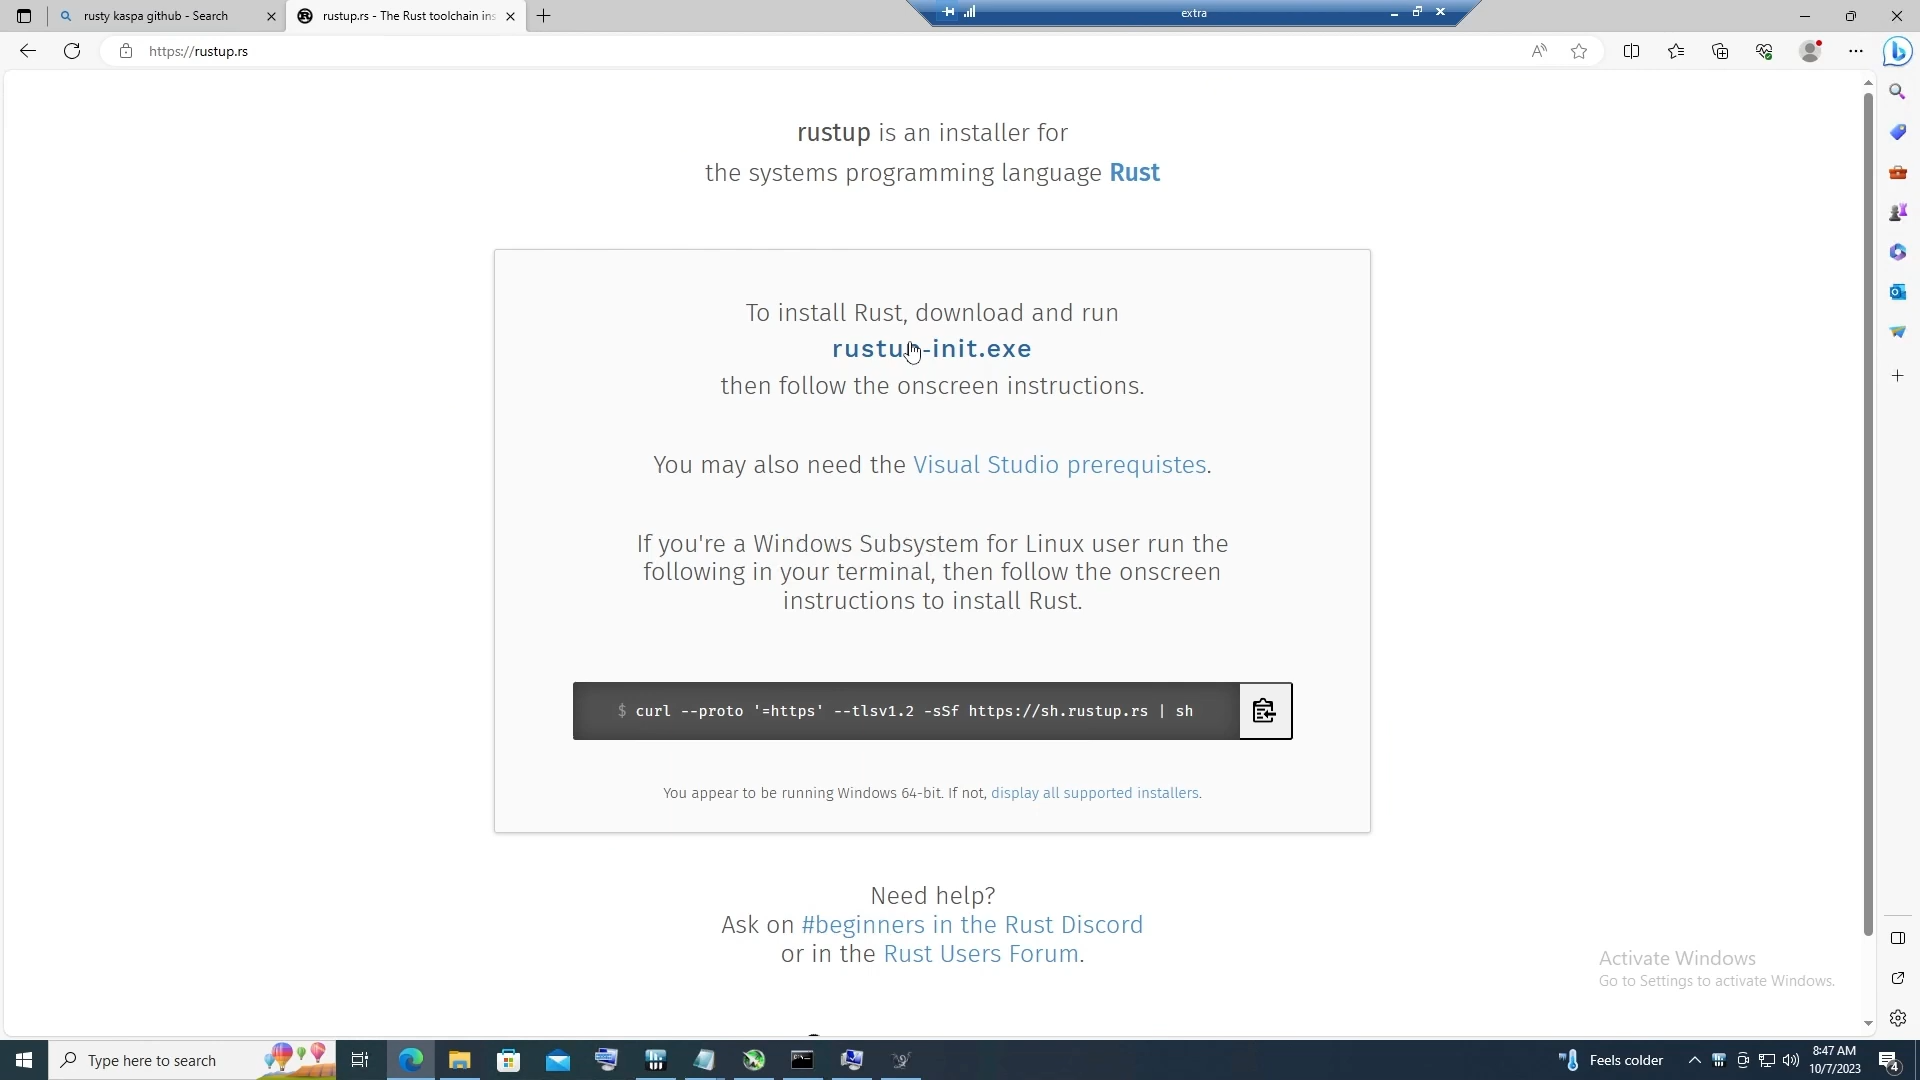 rusty kaspa github - Search
rustup.rs - The Rust toolchain ins
extra
https://rustup.rs
rustup is an installer for
the systems programming language Rust
To install Rust, download and run
rustup-init.exe
then follow the onscreen instructions.
You may also need the Visual Studio prerequistes.
If you're a Windows Subsystem for Linux user run the
following in your terminal, then follow the onscreen
instructions to install Rust.
$ curl --proto '=https' --tlsv1.2 -sSf https://sh.rustup.rs | sh
You appear to be running Windows 64-bit. If not, display all supported installers.
Need help?
Ask on #beginners in the Rust Discord
or in the Rust Users Forum.
Activate Windows
Go to Settings to activate Windows.
Type here to search
Feels colder
8:47 AM
10/7/2023
4